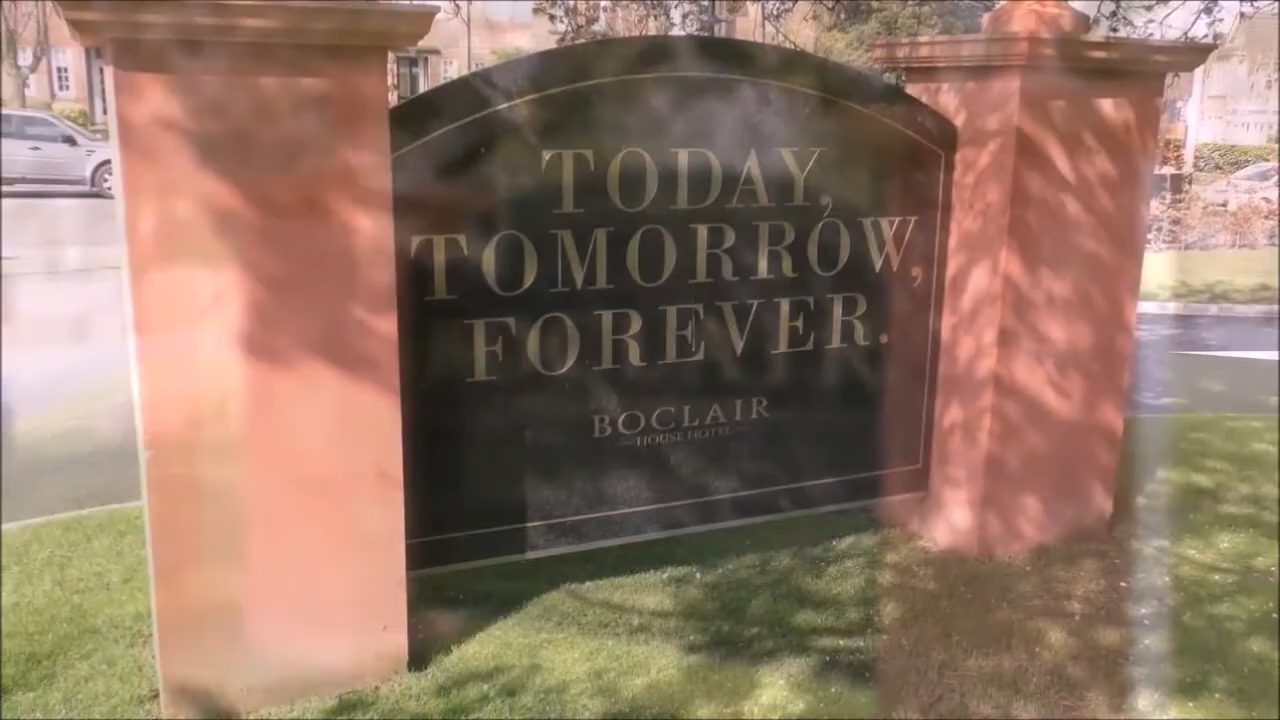 TODAY,
TOMORROW,
FOREVER.
BOCLAIR
HOUSE HOTEL